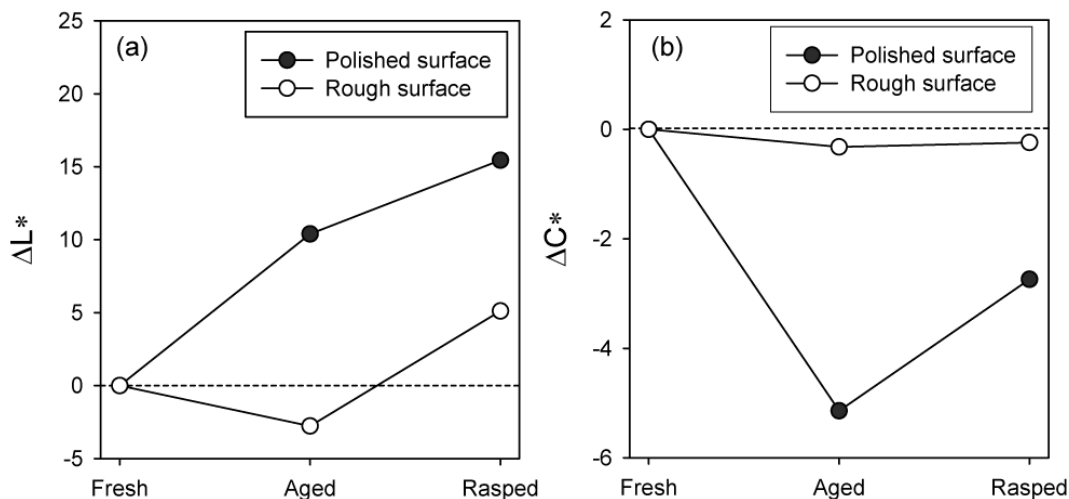 (a)
Polished surface
Rough surface
25
20
15
10
5
0
-5
ΔL*
Fresh Aged Rasped
(b)
Polished surface
Rough surface
2
0
-2
-4
-6
ΔC*
Fresh Aged Rasped